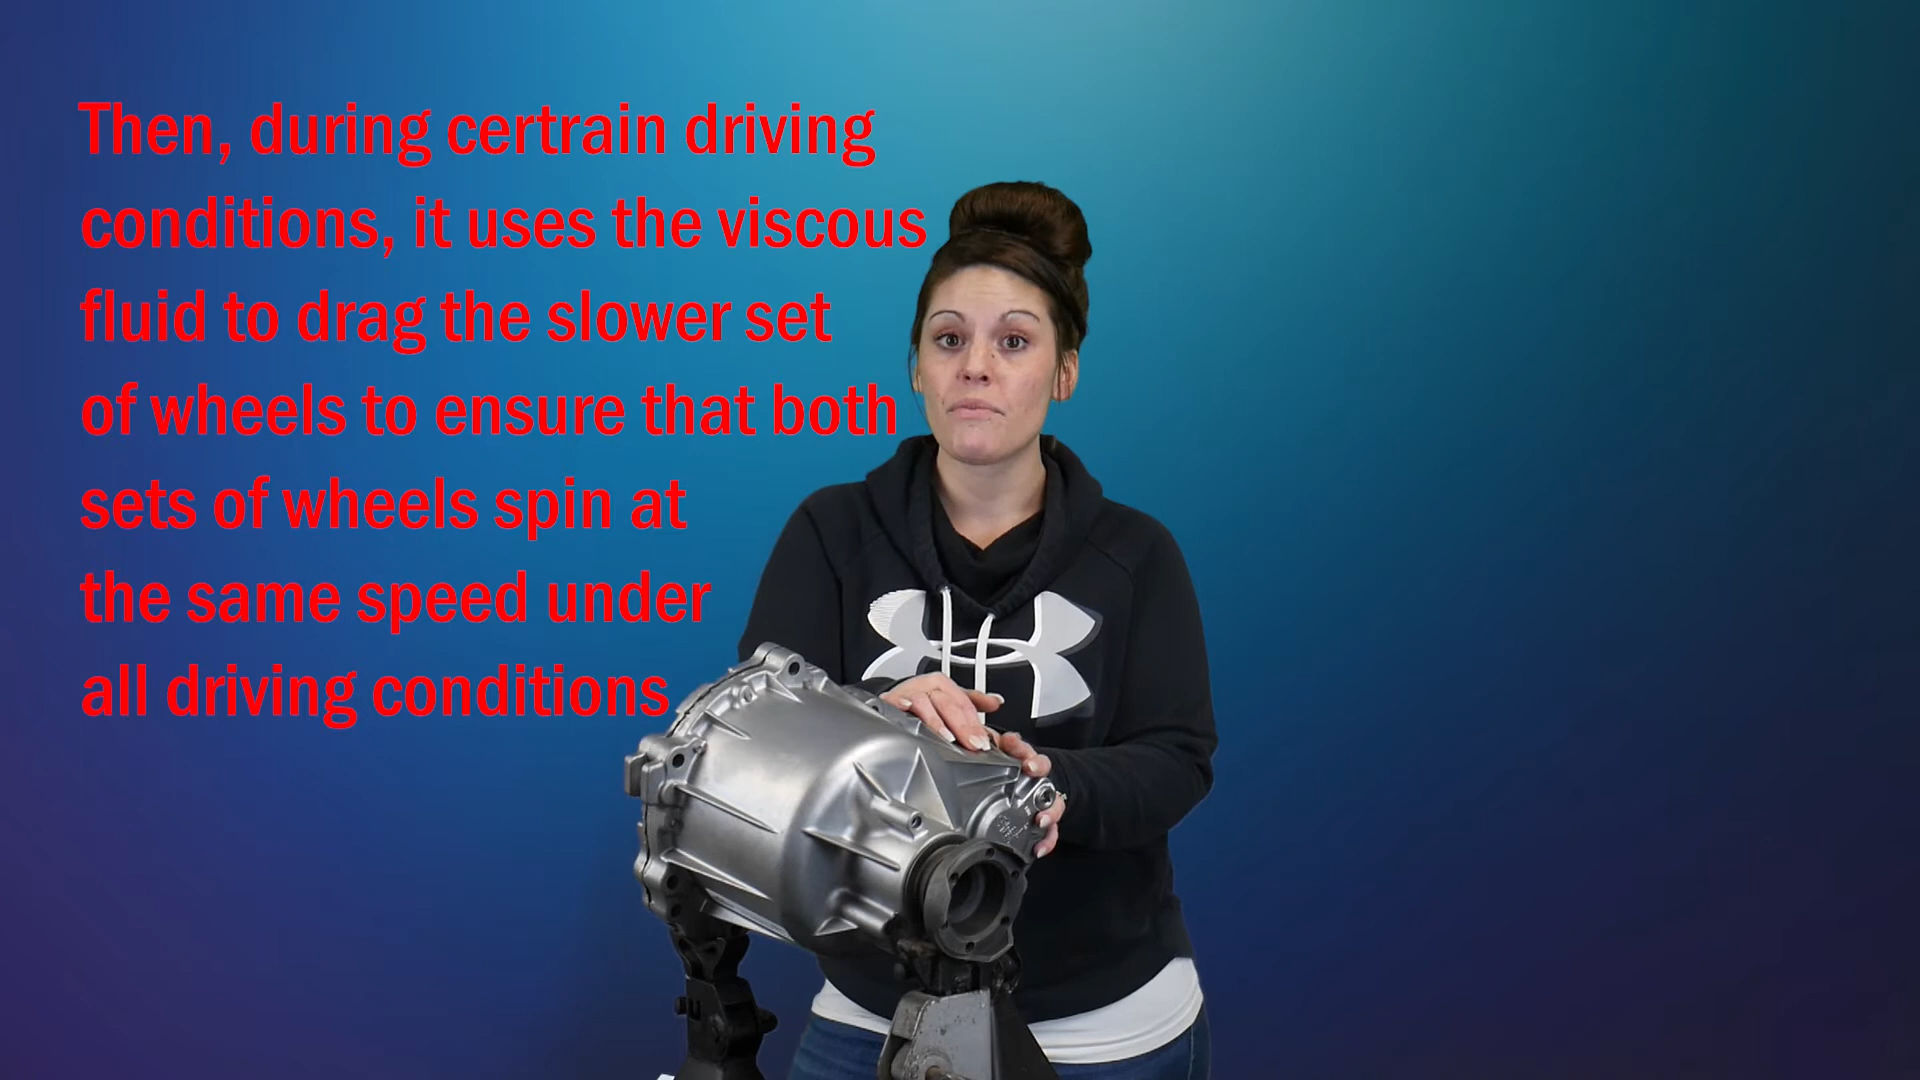 Then, during certrain driving
conditions, it uses the viscous
fluid to drag the slower set
of wheels to ensure that both
sets of wheels spin at
the same speed under
all driving conditions